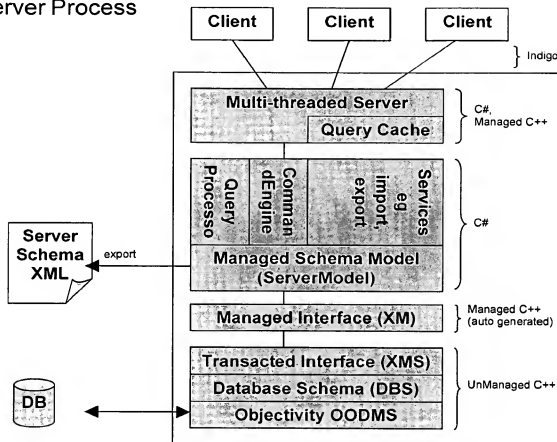 erver Process
Client
Client
Client
Indigo
Multi-threaded Server
Query Cache
C#,
Managed C++
Query
Processo
Comman
dEngine
Services
eg
import,
export
C#
Server
Schema
XML
export
Managed Schema Model
(ServerModel)
Managed Interface (XM)
Managed C++
(auto generated)
Transacted Interface (XMS)
Database Schema (DBS)
Objectivity OODMS
UnManaged C++
DB